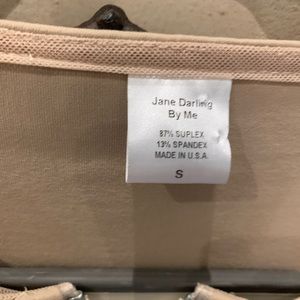 Jane Darling
By Me
87% SUPLEX
13% SPANDEX
MADE IN U.S.A.
S